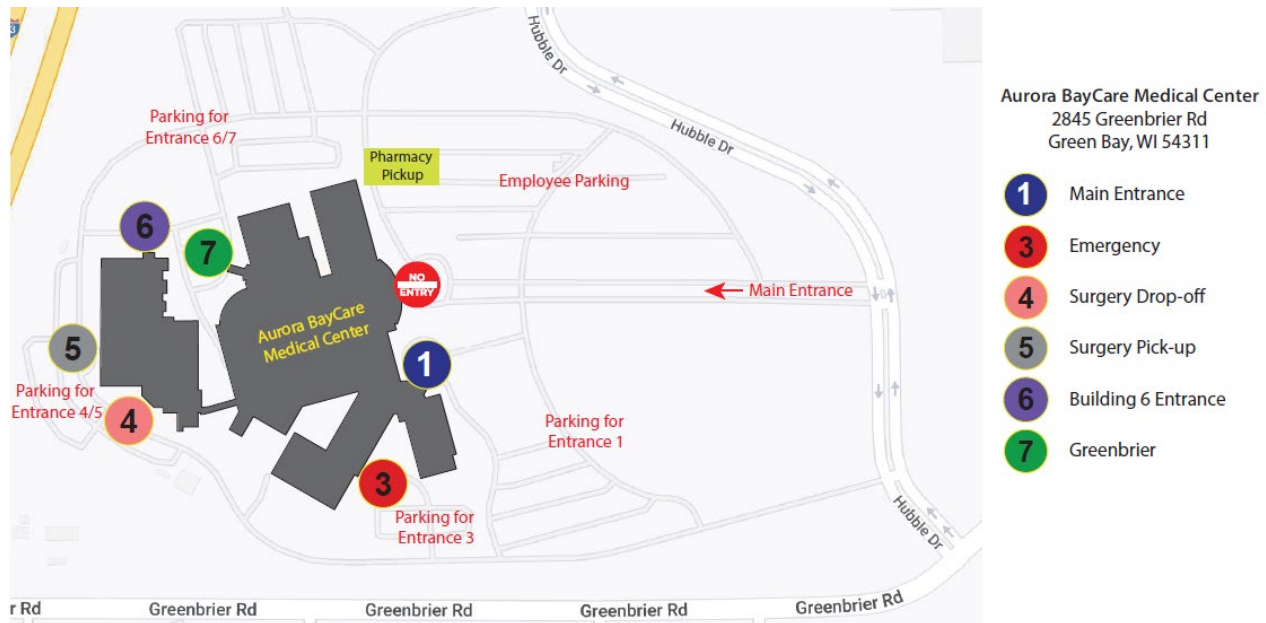 Hubble Dr
Hubble Dr
Parking for
Entrance 6/7
Pharmacy
Pickup
Employee Parking
6
7
NO
ENTRY
Main Entrance
Aurora BayCare
Medical Center
5
1
Parking for
Entrance 4/5
4
Parking for
Entrance 1
3
Parking for
Entrance 3
Hubble Dr
r Rd
Greenbrier Rd
Greenbrier Rd
Greenbrier Rd
Greenbrier Rd
Aurora BayCare Medical Center
2845 Greenbrier Rd
Green Bay, WI 54311
1 Main Entrance
3 Emergency
4 Surgery Drop-off
5 Surgery Pick-up
6 Building 6 Entrance
7 Greenbrier